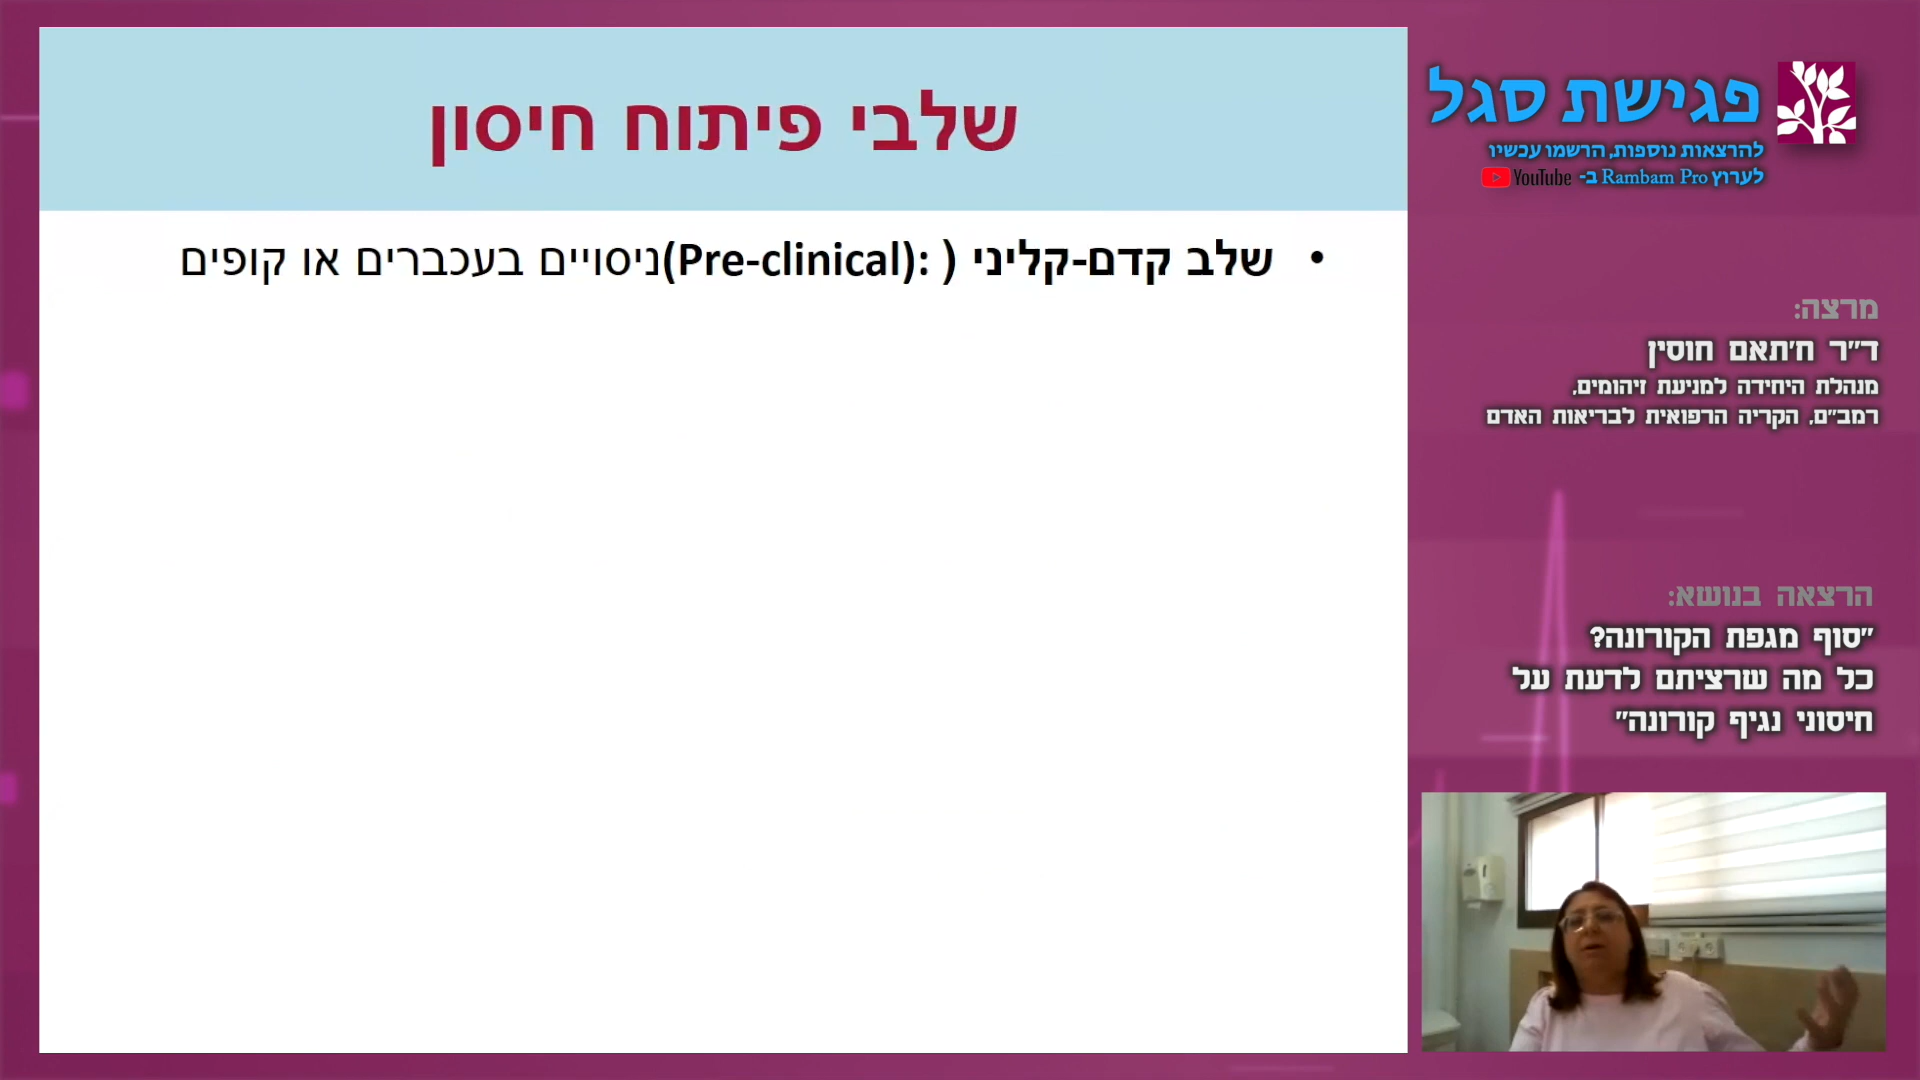 שלבי פיתוח חיסון
• שלב קדם-קליני ( :(Pre-clinical)ניסויים בעכברים או קופים
פגישת סגל
להרצאות נוספות, הרשמו עכשיו
לערוץ Rambam Pro ב- YouTube
מרצה:
ד"ר ח'תאם חוסין
מנהלת היחידה למניעת זיהומים,
רמב"ם, הקריה הרפואית לבריאות האדם
הרצאה בנושא:
"סוף מגפת הקורונה?
כל מה שרציתם לדעת על
חיסוני נגיף קורונה"